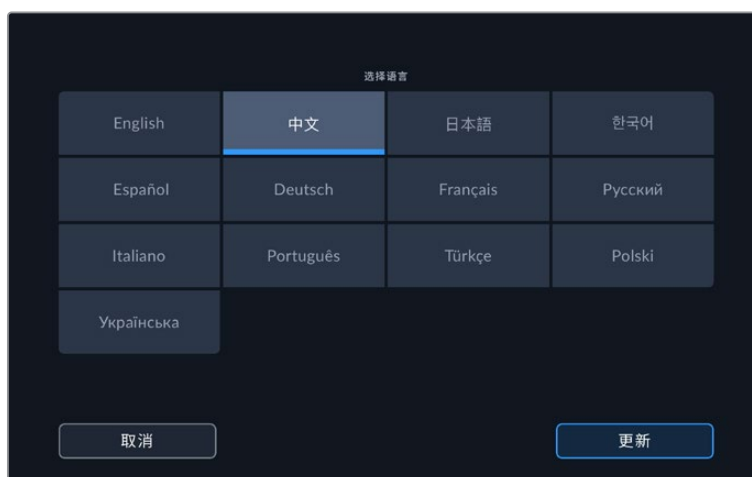 选择语言
English 中文 日本語 한국어
Español Deutsch Français Русский
Italiano Português Türkçe Polski
Українська
取消 更新